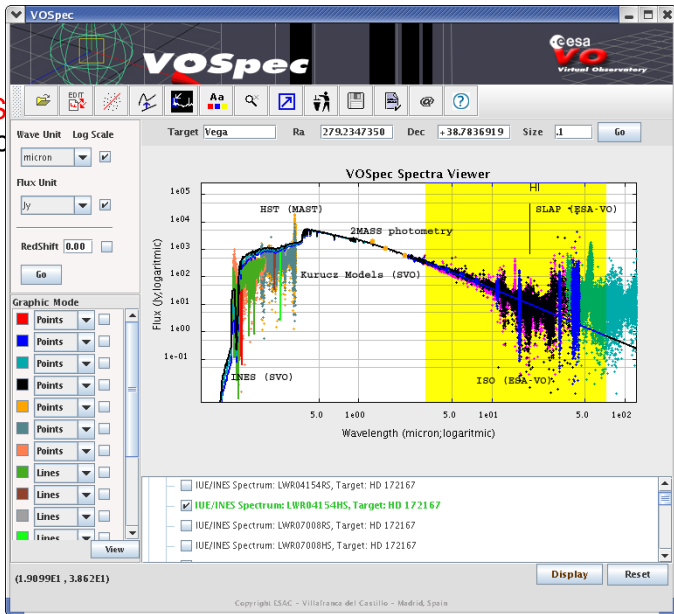 VOSpec
VOSpec
esa
VO
Virtual Observatory
EDIT
Aa
@
?
Wave Unit Log Scale
micron
Flux Unit
Jy
RedShift 0.00
Go
Target Vega Ra 279.2347350 Dec +38.7836919 Size .1 Go
VOSpec Spectra Viewer
HI
HST (MAST)
SLAP (ESA-VO)
2MASS photometry
Kurucz Models (SVO)
INES (SVO)
ISO (ESA-VO)
Flux (Jy;logaritmic)
1e05
1e04
1e03
1e02
1e01
1e00
1e-01
5.0 1e00 5.0 1e01 5.0 1e02
Wavelength (micron;logaritmic)
Graphic Mode
Points
Points
Points
Points
Points
Points
Points
Lines
Lines
Lines
Lines
View
IUE/INES Spectrum: LWR04154RS, Target: HD 172167
IUE/INES Spectrum: LWR04154HS, Target: HD 172167
IUE/INES Spectrum: LWR07008RS, Target: HD 172167
IUE/INES Spectrum: LWR07008HS, Target: HD 172167
(1.9099E1 , 3.862E1)
Display Reset
Copyright ESAC - Villafranca del Castillo - Madrid, Spain